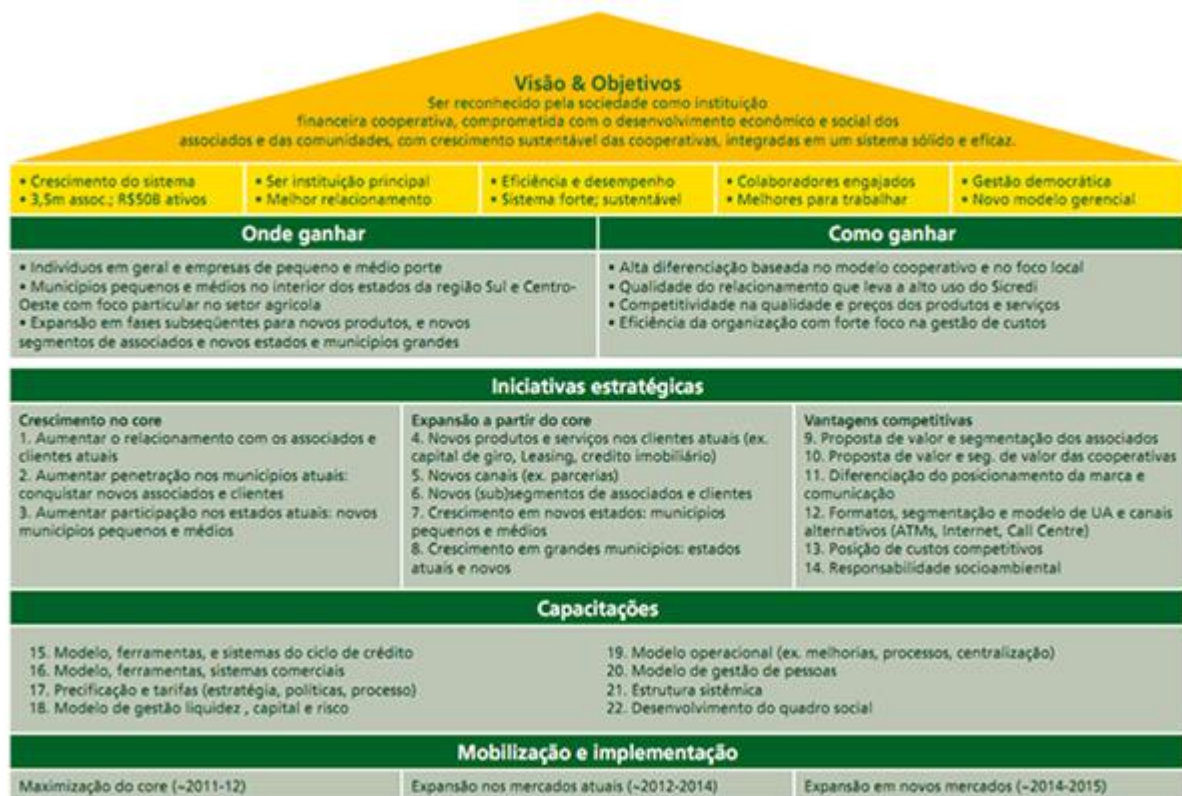 Visão & Objetivos
Ser reconhecido pela sociedade como instituição
financeira cooperativa, comprometida com o desenvolvimento econômico e social dos
associados e das comunidades, com crescimento sustentável das cooperativas, integradas em um sistema sólido e eficaz.
• Crescimento do sistema
• 3,5m assoc.; R$50B ativos
• Ser instituição principal
• Melhor relacionamento
• Eficiência e desempenho
• Sistema forte; sustentável
• Colaboradores engajados
• Melhores para trabalhar
• Gestão democrática
• Novo modelo gerencial
Onde ganhar
• Indivíduos em geral e empresas de pequeno e médio porte
• Municípios pequenos e médios no interior dos estados da região Sul e Centro-
Oeste com foco particular no setor agrícola
• Expansão em fases subseqüentes para novos produtos, e novos
segmentos de associados e novos estados e municípios grandes
Como ganhar
• Alta diferenciação baseada no modelo cooperativo e no foco local
• Qualidade do relacionamento que leva a alto uso do Sicredi
• Competitividade na qualidade e preços dos produtos e serviços
• Eficiência da organização com forte foco na gestão de custos
Iniciativas estratégicas
Crescimento no core
1. Aumentar o relacionamento com os associados e
clientes atuais
2. Aumentar penetração nos municípios atuais:
conquistar novos associados e clientes
3. Aumentar participação nos estados atuais: novos
municípios pequenos e médios
Expansão a partir do core
4. Novos produtos e serviços nos clientes atuais (ex.
capital de giro, Leasing, credito imobiliário)
5. Novos canais (ex. parcerias)
6. Novos (sub)segmentos de associados e clientes
7. Crescimento em novos estados: municípios
pequenos e médios
8. Crescimento em grandes municípios: estados
atuais e novos
Vantagens competitivas
9. Proposta de valor e segmentação dos associados
10. Proposta de valor e seg. de valor das cooperativas
11. Diferenciação do posicionamento da marca e
comunicação
12. Formatos, segmentação e modelo de UA e canais
alternativos (ATMs, Internet, Call Centre)
13. Posição de custos competitivos
14. Responsabilidade socioambiental
Capacitações
15. Modelo, ferramentas, e sistemas do ciclo de crédito
16. Modelo, ferramentas, sistemas comerciais
17. Precificação e tarifas (estratégia, políticas, processo)
18. Modelo de gestão liquidez , capital e risco
19. Modelo operacional (ex. melhorias, processos, centralização)
20. Modelo de gestão de pessoas
21. Estrutura sistêmica
22. Desenvolvimento do quadro social
Mobilização e implementação
Maximização do core (~2011-12)
Expansão nos mercados atuais (~2012-2014)
Expansão em novos mercados (~2014-2015)